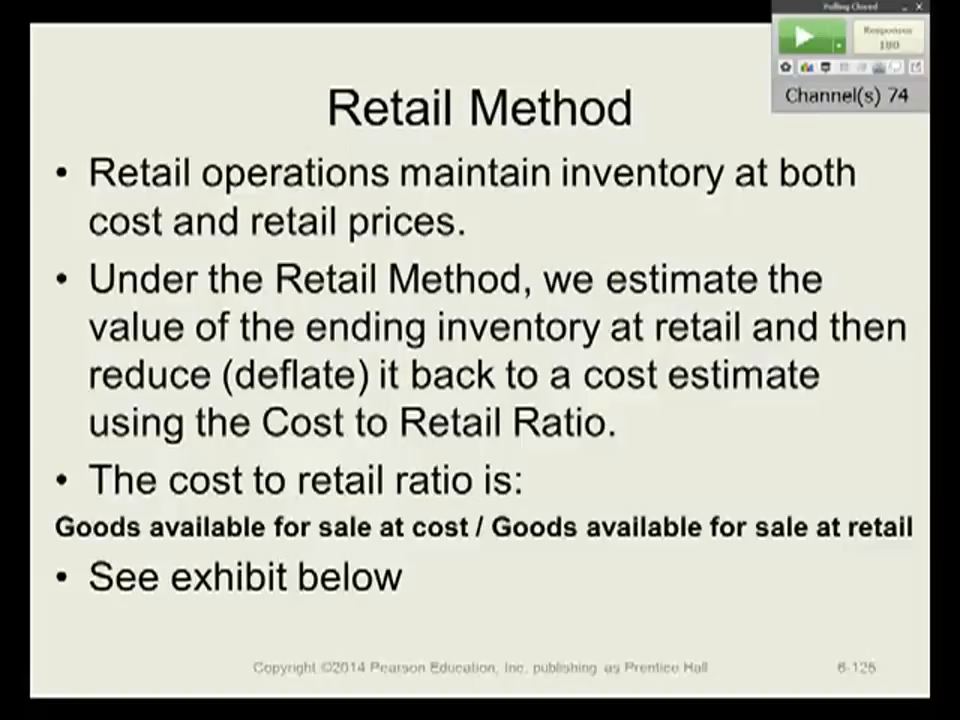 Polling Closed
Responses
180
Channel(s) 74
Retail Method
• Retail operations maintain inventory at both
cost and retail prices.
• Under the Retail Method, we estimate the
value of the ending inventory at retail and then
reduce (deflate) it back to a cost estimate
using the Cost to Retail Ratio.
• The cost to retail ratio is:
Goods available for sale at cost / Goods available for sale at retail
• See exhibit below
Copyright ©2014 Pearson Education, Inc. publishing as Prentice Hall